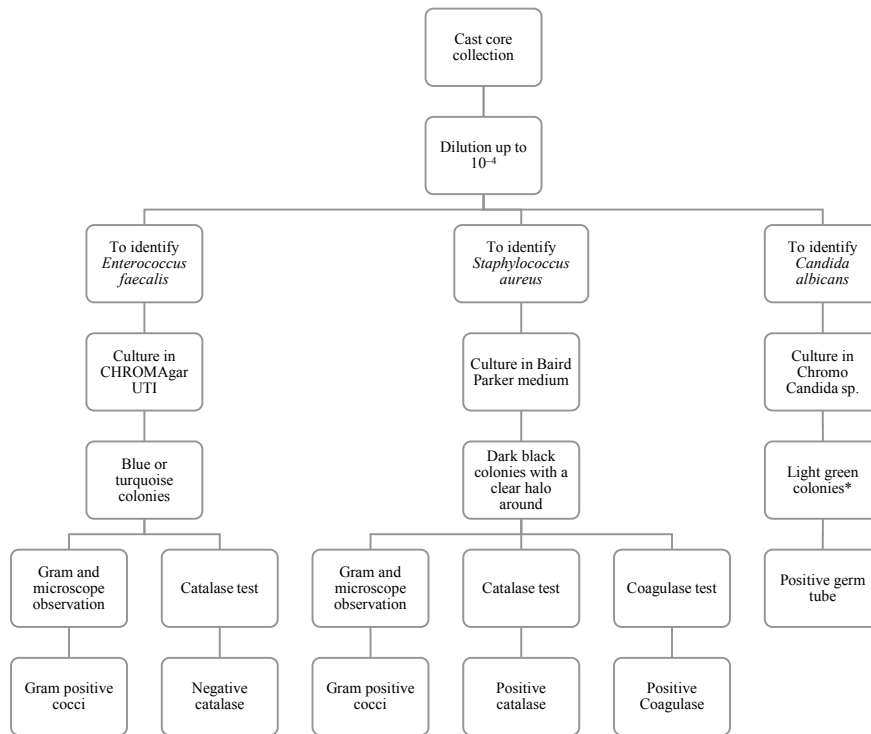 Cast core
collection
Dilution up to
10⁻⁴
To identify
Enterococcus
faecalis
To identify
Staphylococcus
aureus
To identify
Candida
albicans
Culture in
CHROMAgar
UTI
Culture in Baird
Parker medium
Culture in
Chromo
Candida sp.
Blue or
turquoise
colonies
Dark black
colonies with a
clear halo
around
Light green
colonies*
Gram and
microscope
observation
Catalase test
Gram and
microscope
observation
Catalase test
Coagulase test
Positive germ
tube
Gram positive
cocci
Negative
catalase
Gram positive
cocci
Positive
catalase
Positive
Coagulase